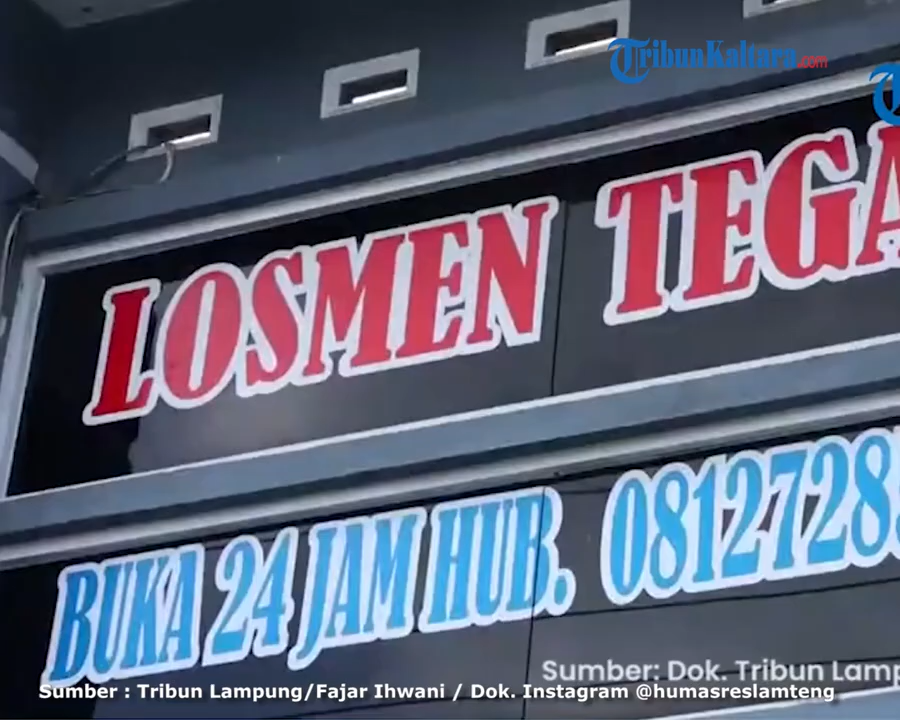 TribunKaltara.com
LOSMEN TEGA
BUKA 24 JAM HUB. 0812728
Sumber: Dok. Tribun Lamp
Sumber : Tribun Lampung/Fajar Ihwani / Dok. Instagram @humasreslamteng